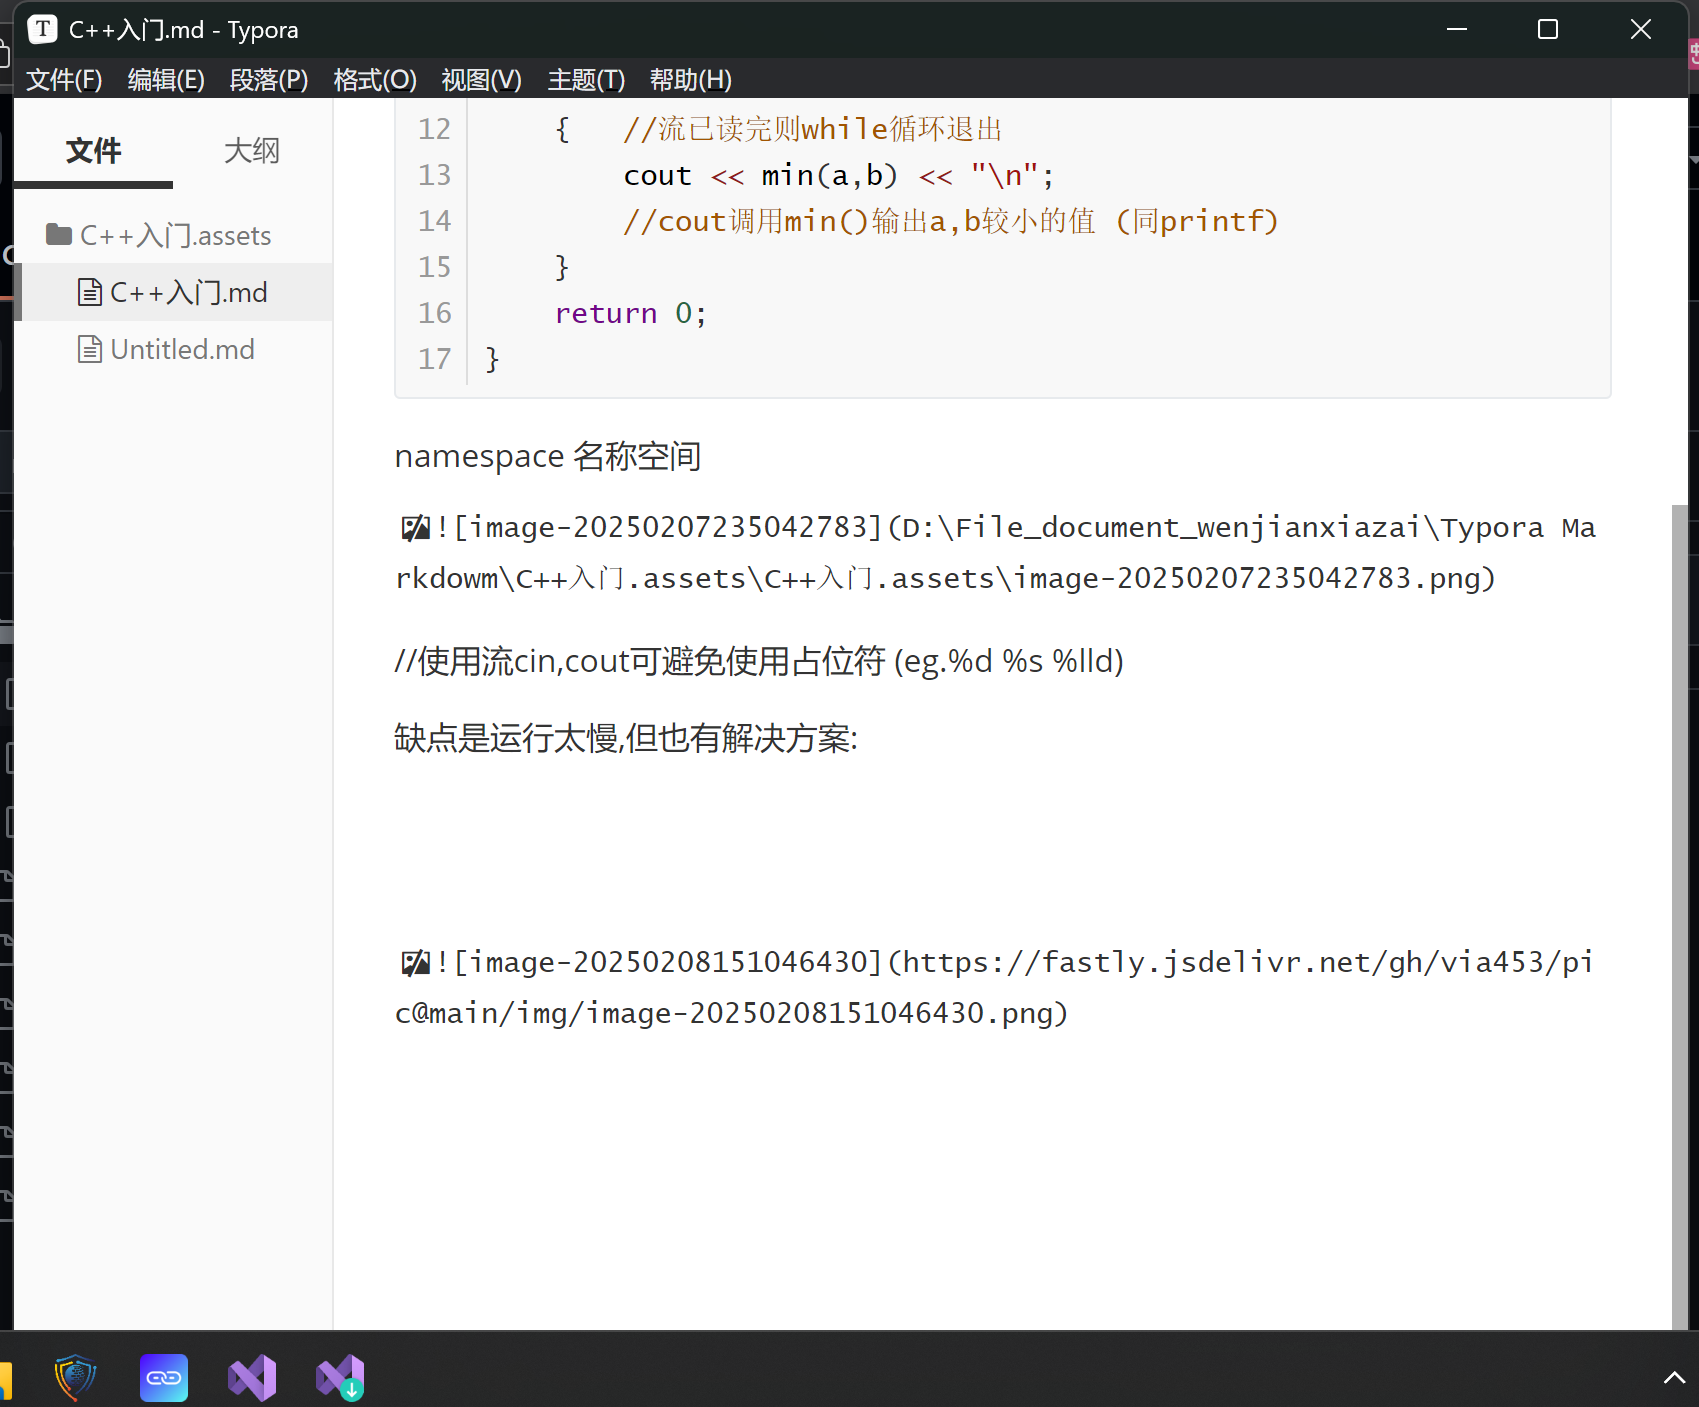 C++入门.md - Typora
文件(F) 编辑(E) 段落(P) 格式(O) 视图(V) 主题(T) 帮助(H)
文件 大纲
C++入门.assets
C++入门.md
Untitled.md
12 { //流已读完则while循环退出
13 cout << min(a,b) << "\n";
14 //cout调用min()输出a,b较小的值 (同printf)
15 }
16 return 0;
17 }
namespace 名称空间
![image-20250207235042783](D:\File_document_wenjianxiazai\Typora Ma
rkdowm\C++入门.assets\C++入门.assets\image-20250207235042783.png)
//使用流cin,cout可避免使用占位符 (eg.%d %s %lld)
缺点是运行太慢,但也有解决方案:
![image-20250208151046430](https://fastly.jsdelivr.net/gh/via453/pi
c@main/img/image-20250208151046430.png)